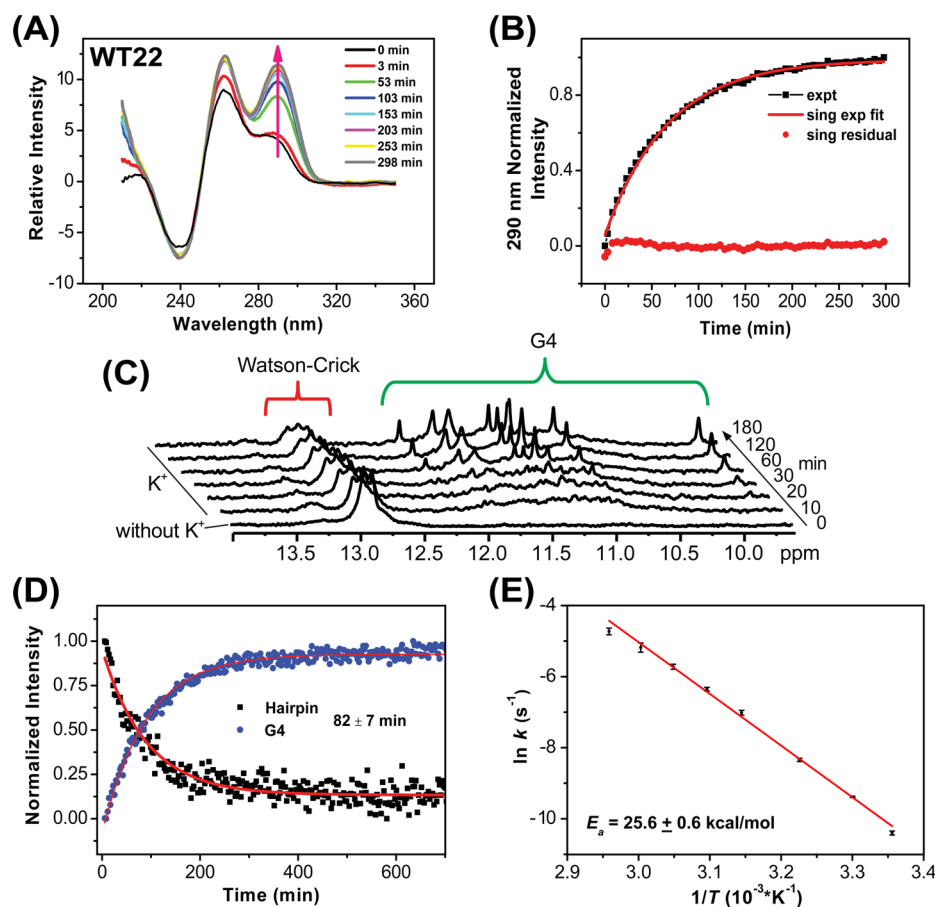 (A)
WT22
0 min
3 min
53 min
103 min
153 min
203 min
253 min
298 min
10
5
0
-5
-10
Relative Intensity
200 240 280 320 360
Wavelength (nm)
(B)
0.8
0.4
0.0
290 nm Normalized
Intensity
expt
sing exp fit
sing residual
0 50 100 150 200 250 300
Time (min)
(C)
Watson-Crick
G4
K+
without K+
180
120
60
30
20
10
0
min
13.5 13.0 12.5 12.0 11.5 11.0 10.5 10.0 ppm
(D)
1.00
0.75
0.50
0.25
0.00
Normalized Intensity
Hairpin
G4
82 ± 7 min
0 200 400 600
Time (min)
(E)
-4
-6
-8
-10
ln k (s-1)
Ea = 25.6 ± 0.6 kcal/mol
2.9 3.0 3.1 3.2 3.3 3.4
1/T (10-3*K-1)